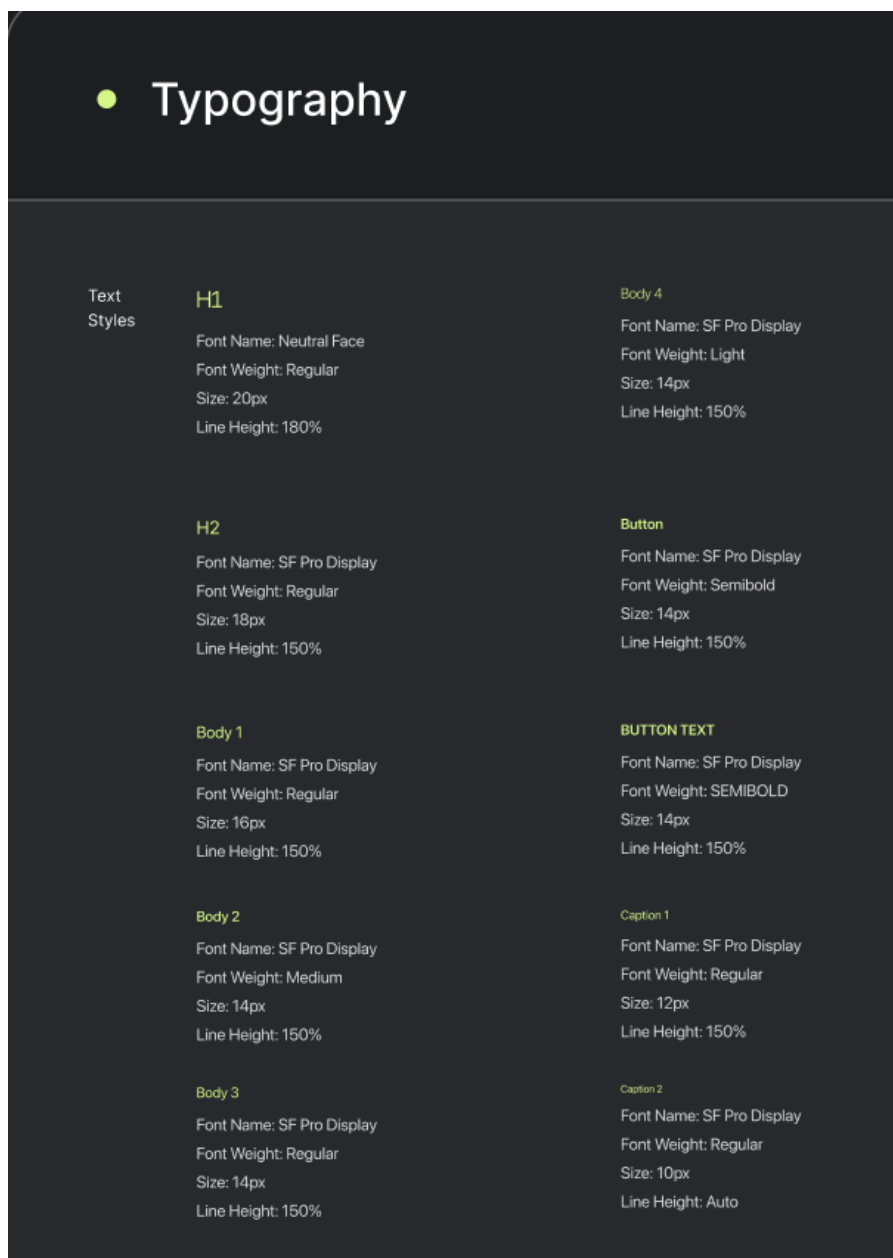 Typography
Text
Styles
H1
Font Name: Neutral Face
Font Weight: Regular
Size: 20px
Line Height: 180%
H2
Font Name: SF Pro Display
Font Weight: Regular
Size: 18px
Line Height: 150%
Body 1
Font Name: SF Pro Display
Font Weight: Regular
Size: 16px
Line Height: 150%
Body 2
Font Name: SF Pro Display
Font Weight: Medium
Size: 14px
Line Height: 150%
Body 3
Font Name: SF Pro Display
Font Weight: Regular
Size: 14px
Line Height: 150%
Body 4
Font Name: SF Pro Display
Font Weight: Light
Size: 14px
Line Height: 150%
Button
Font Name: SF Pro Display
Font Weight: Semibold
Size: 14px
Line Height: 150%
BUTTON TEXT
Font Name: SF Pro Display
Font Weight: SEMIBOLD
Size: 14px
Line Height: 150%
Caption 1
Font Name: SF Pro Display
Font Weight: Regular
Size: 12px
Line Height: 150%
Caption 2
Font Name: SF Pro Display
Font Weight: Regular
Size: 10px
Line Height: Auto